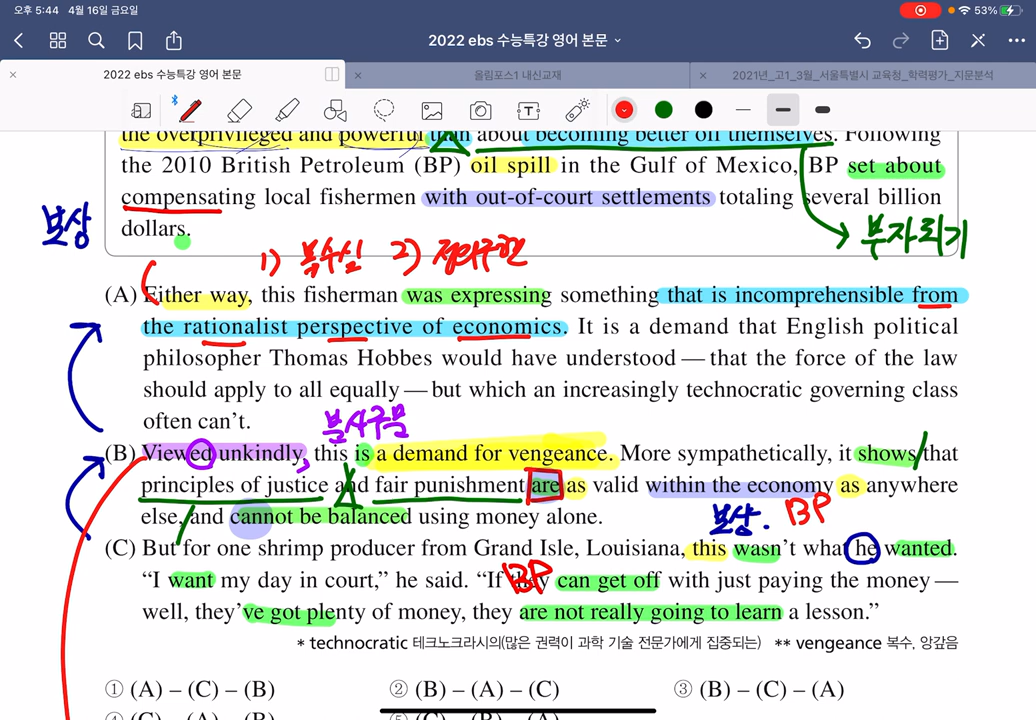 오후 5:44 4월 16일 금요일 53%
2022 ebs 수능특강 영어 본문
2022 ebs 수능특강 영어 본문 올림포스1 내신교재 2021년_고1_3월_서울특별시 교육청_학력평가_지문분석
the overprivileged and powerful than about becoming better off themselves. Following
the 2010 British Petroleum (BP) oil spill in the Gulf of Mexico, BP set about
compensating local fishermen with out-of-court settlements totaling several billion
보상
dollars.
부자되기
1) 복수심 2) 정의구현
(A) Either way, this fisherman was expressing something that is incomprehensible from
the rationalist perspective of economics. It is a demand that English political
philosopher Thomas Hobbes would have understood — that the force of the law
should apply to all equally — but which an increasingly technocratic governing class
often can't.
분사구문
(B) Viewed unkindly, this is a demand for vengeance. More sympathetically, it shows that
principles of justice and fair punishment are as valid within the economy as anywhere
else, and cannot be balanced using money alone.
보상. BP
(C) But for one shrimp producer from Grand Isle, Louisiana, this wasn't what he wanted.
BP
"I want my day in court," he said. "If they can get off with just paying the money —
well, they've got plenty of money, they are not really going to learn a lesson."
* technocratic 테크노크라시의(많은 권력이 과학 기술 전문가에게 집중되는) ** vengeance 복수, 앙갚음
① (A) – (C) – (B) ② (B) – (A) – (C) ③ (B) – (C) – (A)